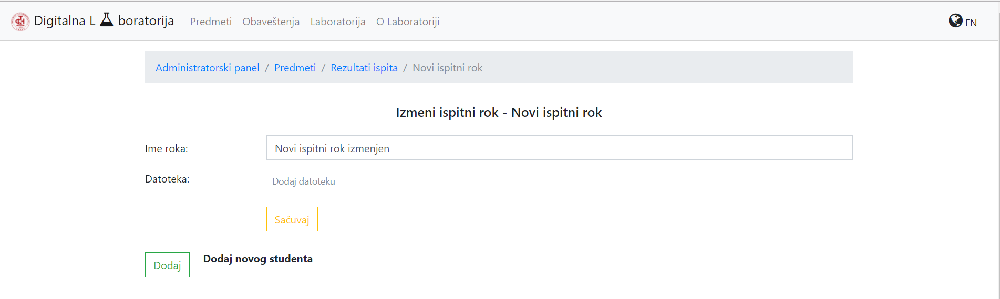 Digitalna L boratorija Predmeti Obaveštenja Laboratorija O Laboratoriji EN
Administratorski panel / Predmeti / Rezultati ispita / Novi ispitni rok
Izmeni ispitni rok - Novi ispitni rok
Ime roka: Novi ispitni rok izmenjen
Datoteka: Dodaj datoteku
Sačuvaj
Dodaj Dodaj novog studenta